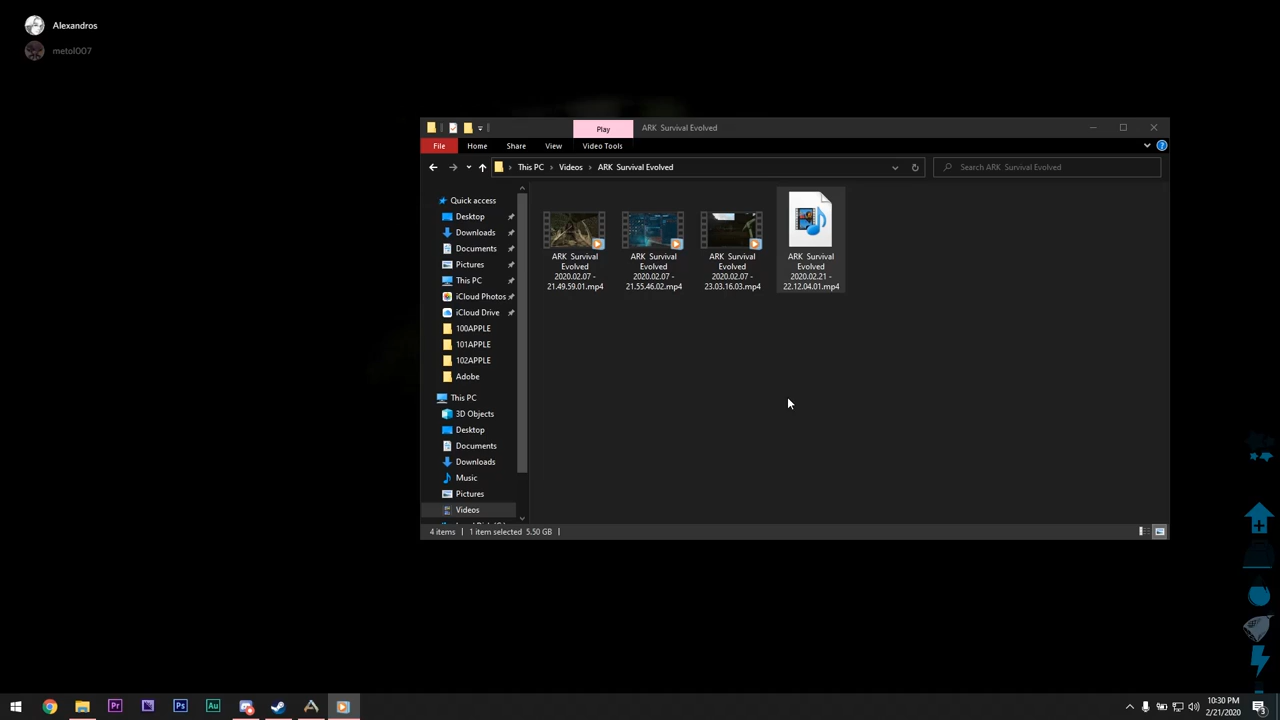 Alexandros
metol007
Play
ARK Survival Evolved
File
Home
Share
View
Video Tools
This PC
Videos
ARK Survival Evolved
Search ARK Survival Evolved
Quick access
Desktop
Downloads
Documents
Pictures
This PC
iCloud Photos
iCloud Drive
100APPLE
101APPLE
102APPLE
Adobe
This PC
3D Objects
Desktop
Documents
Downloads
Music
Pictures
Videos
ARK Survival
Evolved
2020.02.07 -
21.49.59.01.mp4
ARK Survival
Evolved
2020.02.07 -
21.55.46.02.mp4
ARK Survival
Evolved
2020.02.07 -
23.03.16.03.mp4
ARK Survival
Evolved
2020.02.21 -
22.12.04.01.mp4
4 items
1 item selected 5.50 GB
Pr
Ps
Au
10:30 PM
2/21/2020
3